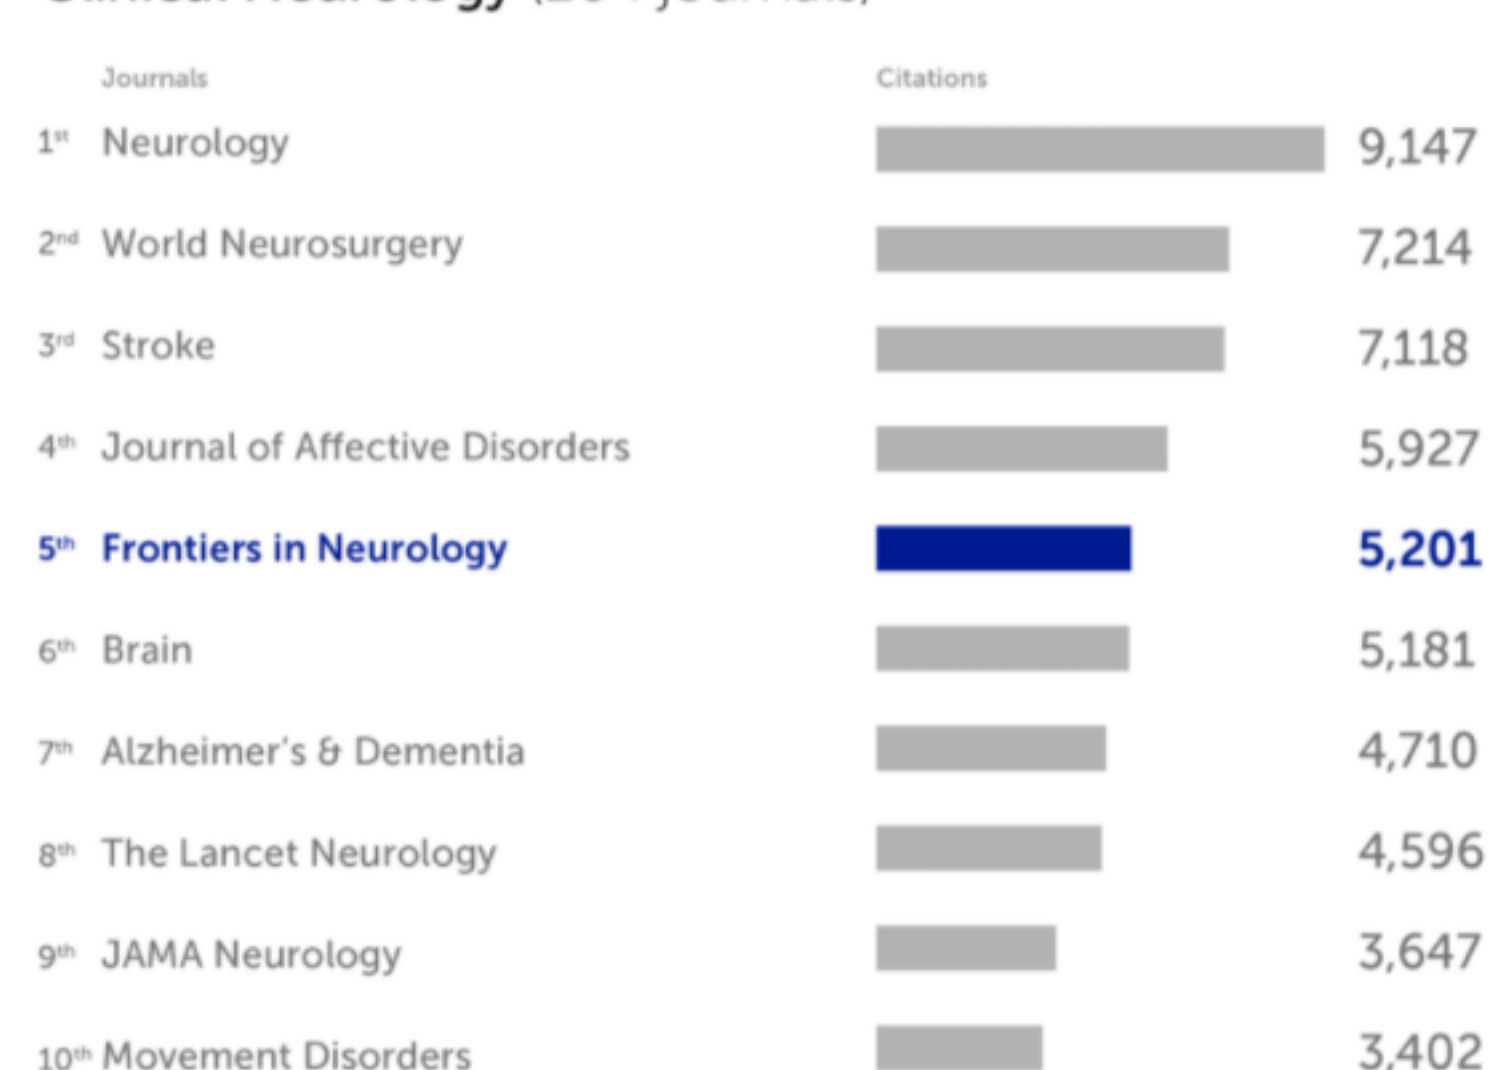 Clinical Neurology
Journals Citations
1st Neurology 9,147
2nd World Neurosurgery 7,214
3rd Stroke 7,118
4th Journal of Affective Disorders 5,927
5th Frontiers in Neurology 5,201
6th Brain 5,181
7th Alzheimer's & Dementia 4,710
8th The Lancet Neurology 4,596
9th JAMA Neurology 3,647
10th Movement Disorders 3,402